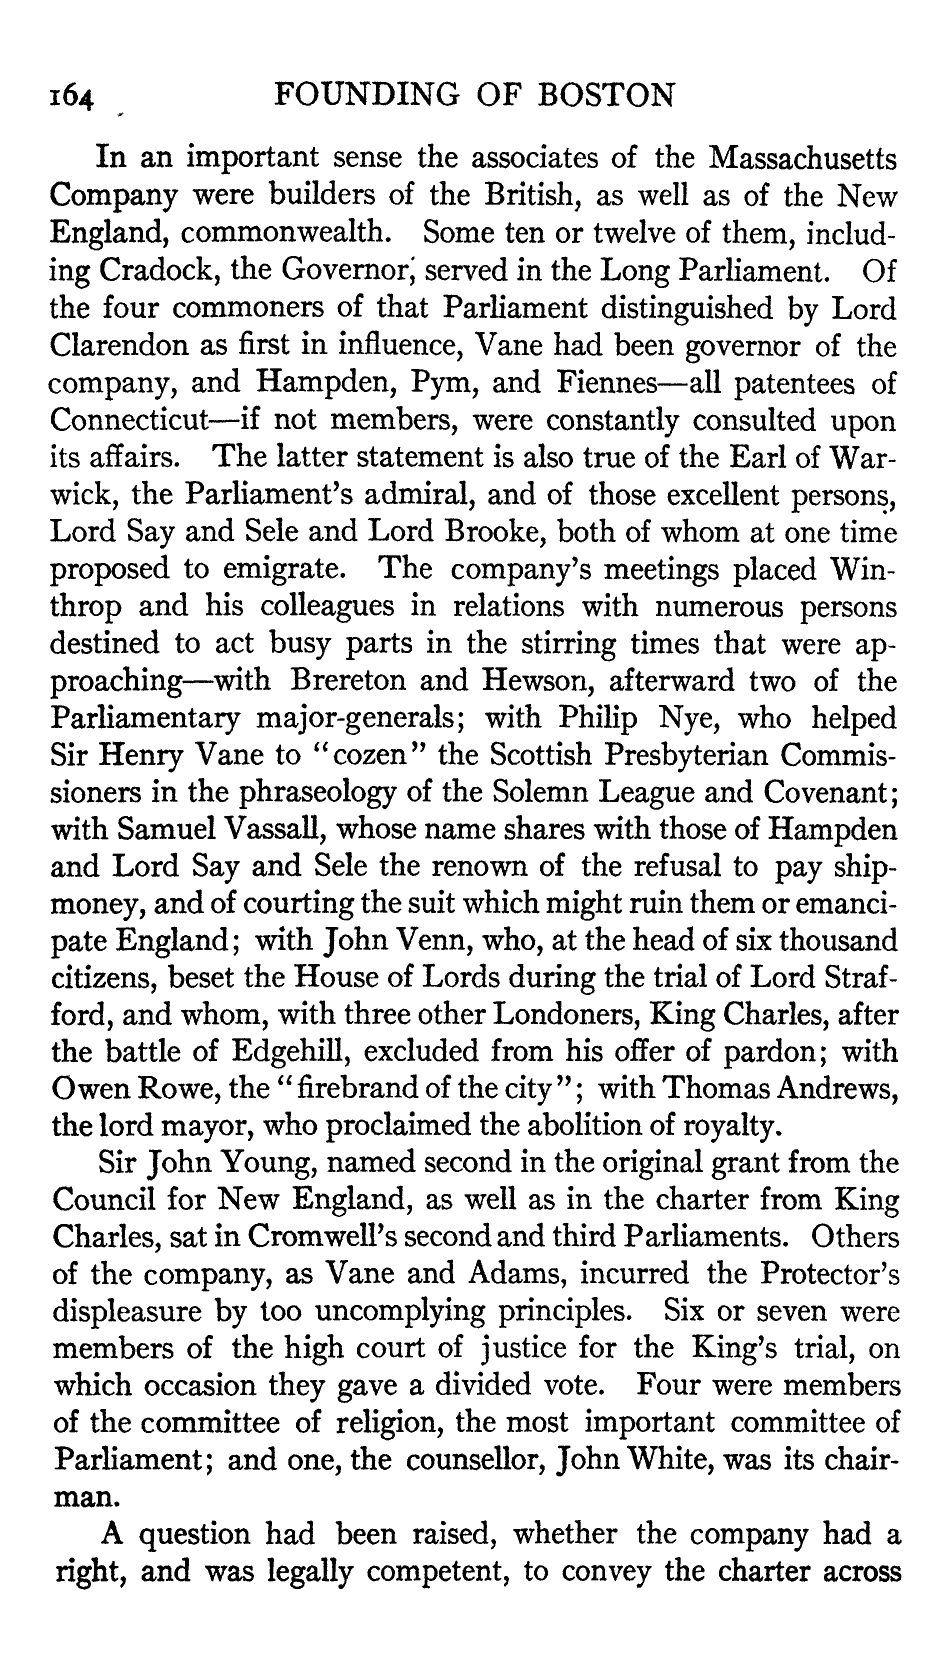 164 FOUNDING OF BOSTON
In an important sense the associates of the Massachusetts
Company were builders of the British, as well as of the New
England, commonwealth. Some ten or twelve of them, includ-
ing Cradock, the Governor, served in the Long Parliament. Of
the four commoners of that Parliament distinguished by Lord
Clarendon as first in influence, Vane had been governor of the
company, and Hampden, Pym, and Fiennes—all patentees of
Connecticut—if not members, were constantly consulted upon
its affairs. The latter statement is also true of the Earl of War-
wick, the Parliament's admiral, and of those excellent persons,
Lord Say and Sele and Lord Brooke, both of whom at one time
proposed to emigrate. The company's meetings placed Win-
throp and his colleagues in relations with numerous persons
destined to act busy parts in the stirring times that were ap-
proaching—with Brereton and Hewson, afterward two of the
Parliamentary major-generals; with Philip Nye, who helped
Sir Henry Vane to "cozen" the Scottish Presbyterian Commis-
sioners in the phraseology of the Solemn League and Covenant;
with Samuel Vassall, whose name shares with those of Hampden
and Lord Say and Sele the renown of the refusal to pay ship-
money, and of courting the suit which might ruin them or emanci-
pate England; with John Venn, who, at the head of six thousand
citizens, beset the House of Lords during the trial of Lord Straf-
ford, and whom, with three other Londoners, King Charles, after
the battle of Edgehill, excluded from his offer of pardon; with
Owen Rowe, the "firebrand of the city"; with Thomas Andrews,
the lord mayor, who proclaimed the abolition of royalty.
Sir John Young, named second in the original grant from the
Council for New England, as well as in the charter from King
Charles, sat in Cromwell's second and third Parliaments. Others
of the company, as Vane and Adams, incurred the Protector's
displeasure by too uncomplying principles. Six or seven were
members of the high court of justice for the King's trial, on
which occasion they gave a divided vote. Four were members
of the committee of religion, the most important committee of
Parliament; and one, the counsellor, John White, was its chair-
man.
A question had been raised, whether the company had a
right, and was legally competent, to convey the charter across